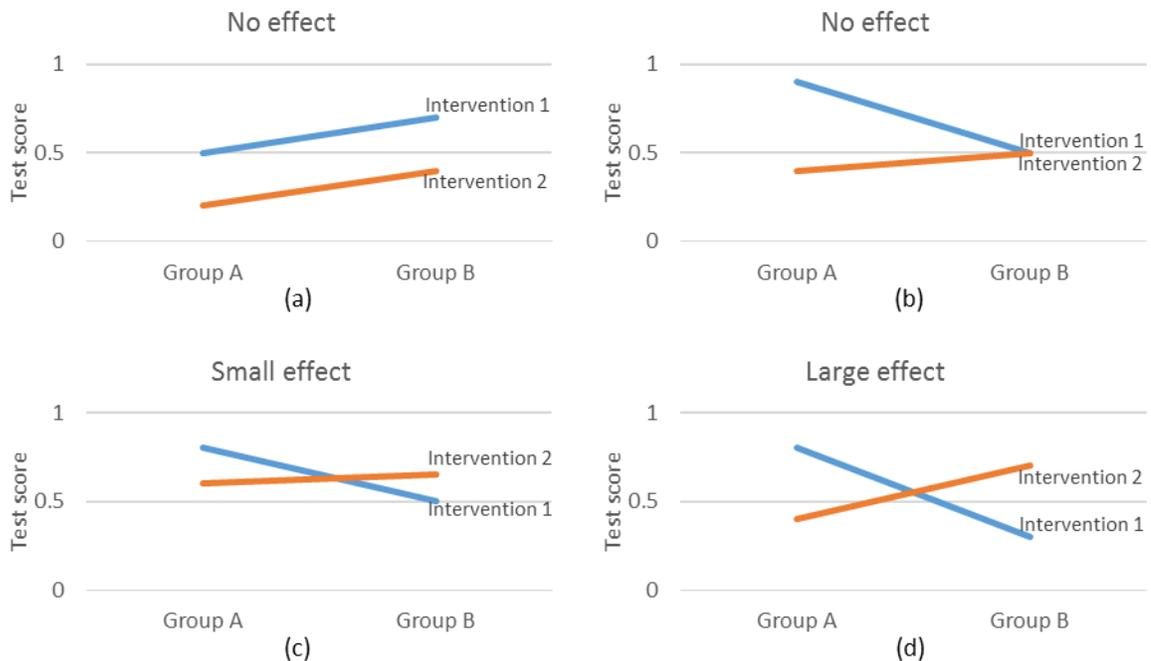 No effect
1
0.5
0
Test score
Intervention 1
Intervention 2
Group A Group B
(a)
No effect
1
0.5
0
Test score
Intervention 1
Intervention 2
Group A Group B
(b)
Small effect
1
0.5
0
Test score
Intervention 2
Intervention 1
Group A Group B
(c)
Large effect
1
0.5
0
Test score
Intervention 2
Intervention 1
Group A Group B
(d)